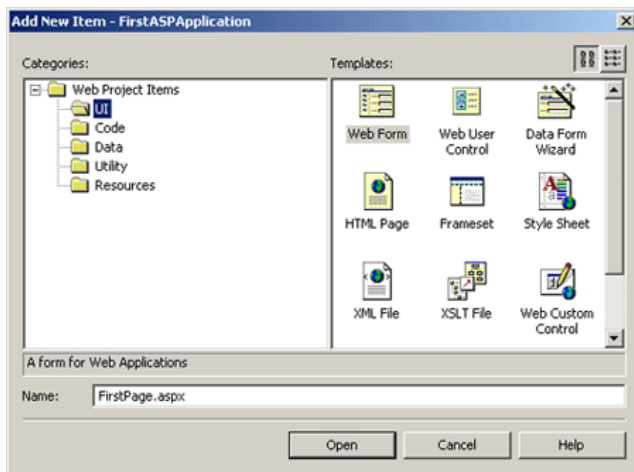 Add New Item - FirstASPApplication
Categories:
Templates:
Web Project Items
UI
Code
Data
Utility
Resources
Web Form
Web User
Control
Data Form
Wizard
HTML Page
Frameset
Style Sheet
XML File
XSLT File
Web Custom
Control
A form for Web Applications
Name:
FirstPage.aspx
Open
Cancel
Help